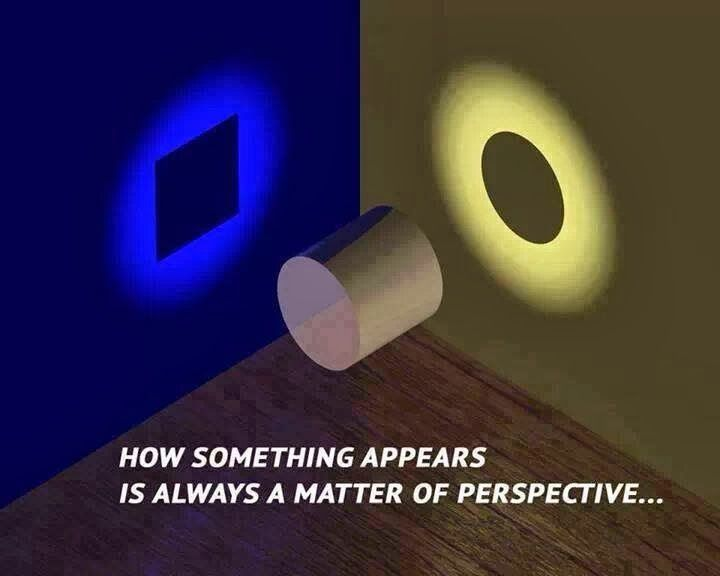 HOW SOMETHING APPEARS
IS ALWAYS A MATTER OF PERSPECTIVE...